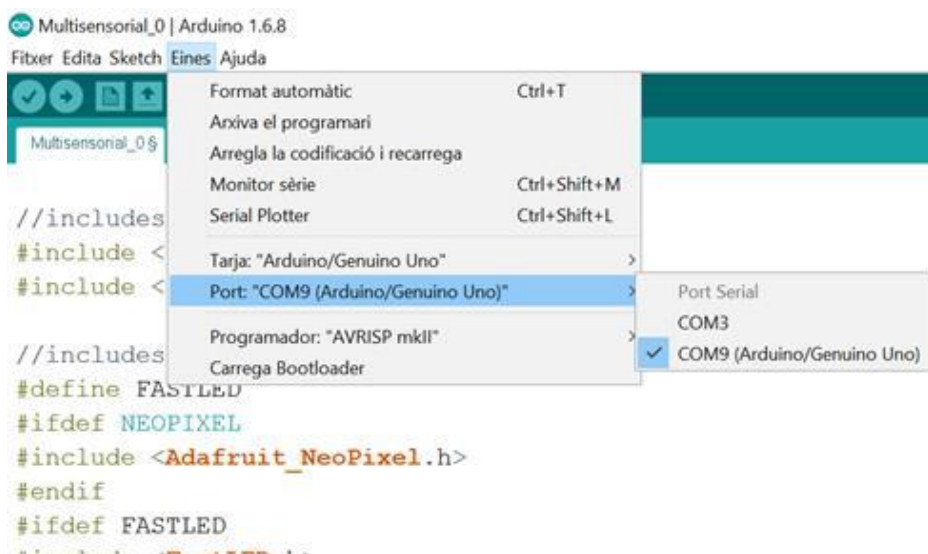 Multisensorial_0 | Arduino 1.6.8
Fitxer Edita Sketch Eines Ajuda
Multisensorial_0 §
Format automàtic Ctrl+T
Arxiva el programari
Arregla la codificació i recarrega
Monitor sèrie Ctrl+Shift+M
Serial Plotter Ctrl+Shift+L
Tarja: "Arduino/Genuino Uno"
Port: "COM9 (Arduino/Genuino Uno)"
Programador: "AVRISP mkII"
Carrega Bootloader
Port Serial
COM3
COM9 (Arduino/Genuino Uno)
//includes
#include <
#include <
//includes
#define FASTLED
#ifdef NEOPIXEL
#include <Adafruit_NeoPixel.h>
#endif
#ifdef FASTLED